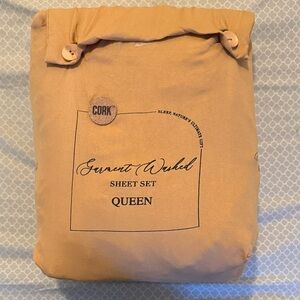 CORK
SLEEP, NATURE'S ULTIMATE GIFT
Garment Washed
SHEET SET
QUEEN